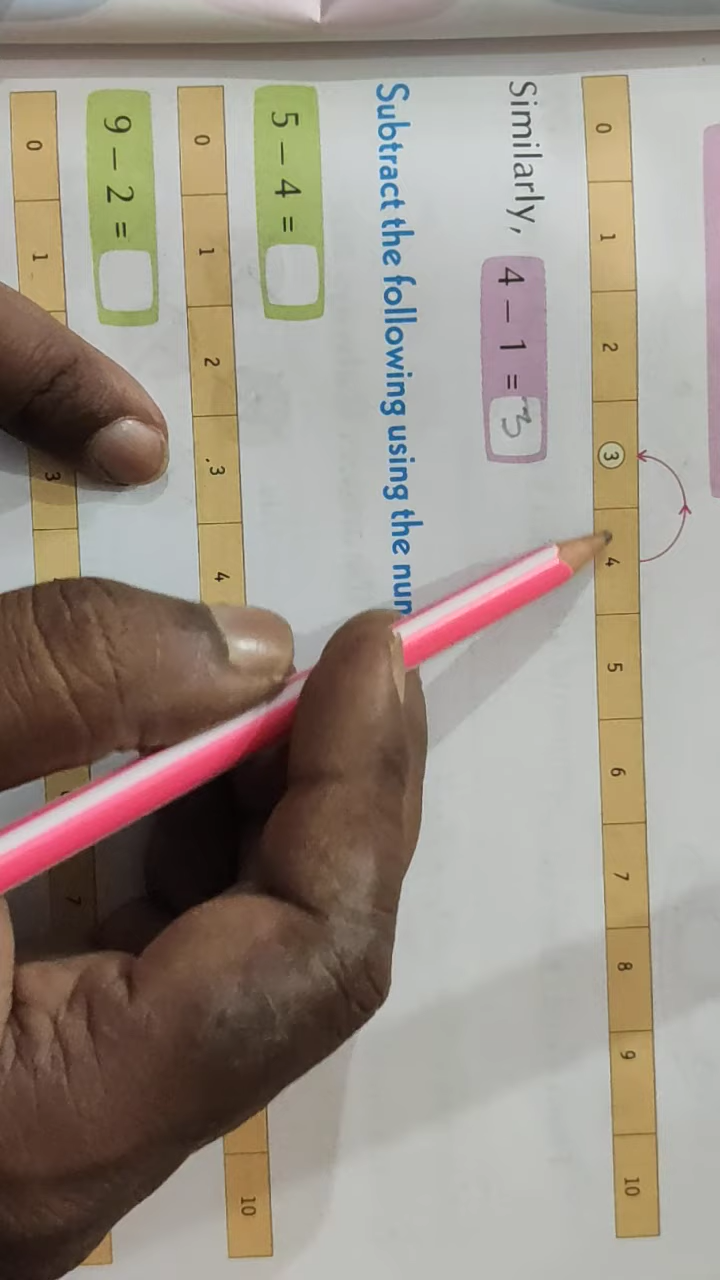 0 1 2 3 4 5 6 7 8 9 10
Similarly, 4 – 1 = 3
Subtract the following using the
5 – 4 =
0 1 2 3 4 10
9 – 2 =
0 1 3 7